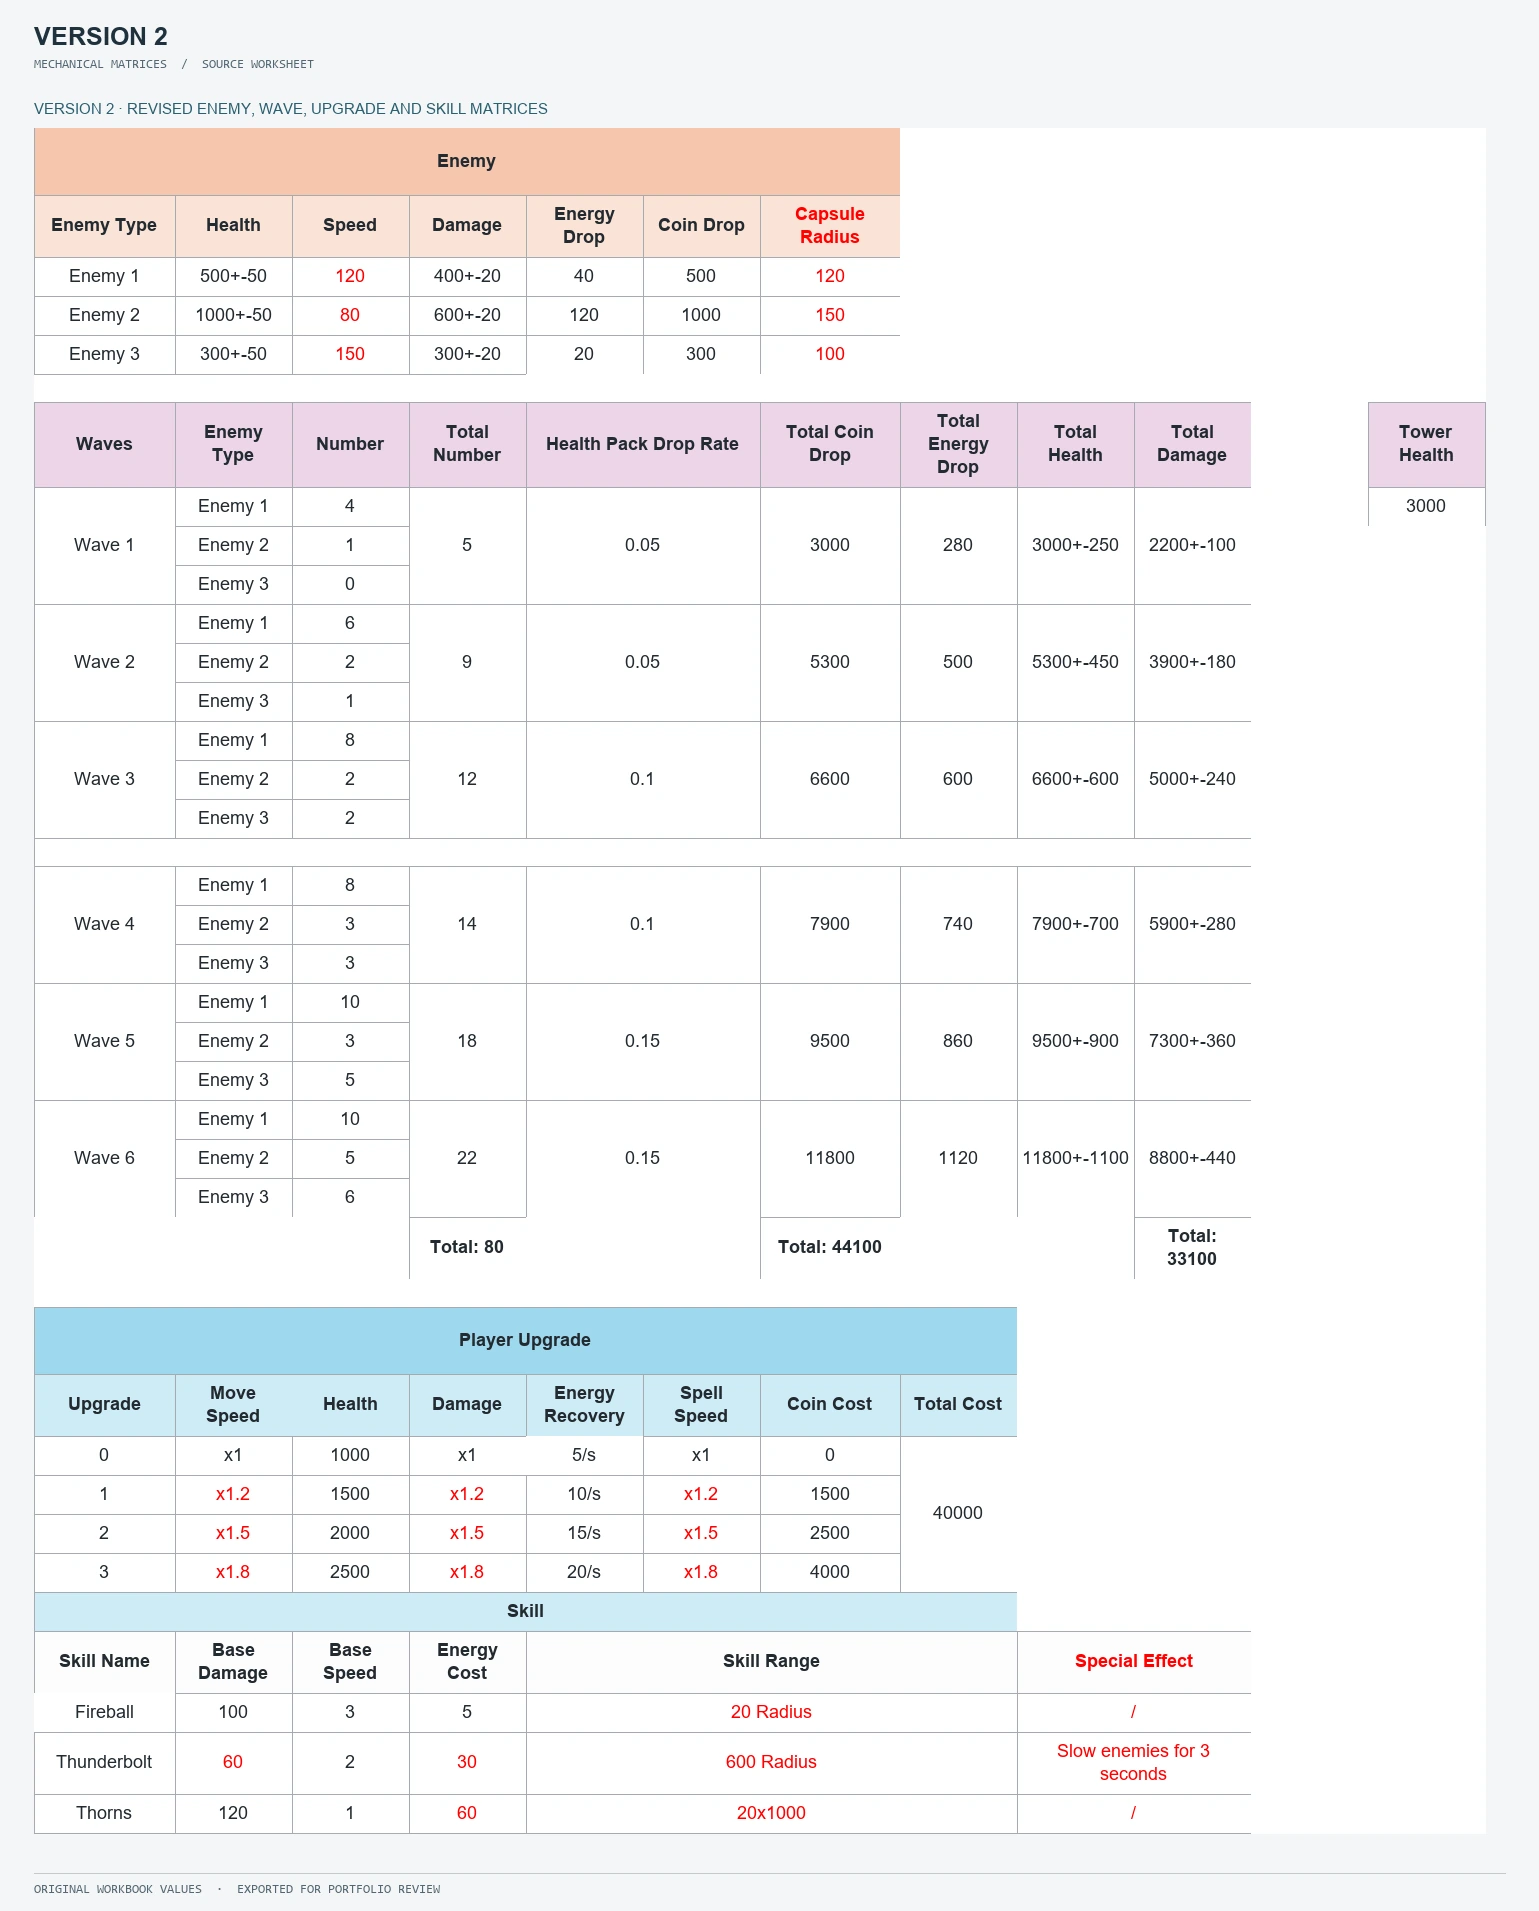 VERSION 2
MECHANICAL MATRICES / SOURCE WORKSHEET
VERSION 2 · REVISED ENEMY, WAVE, UPGRADE AND SKILL MATRICES
Enemy
Enemy Type Health Speed Damage Energy Drop Coin Drop Capsule Radius
Enemy 1 500+-50 120 400+-20 40 500 120
Enemy 2 1000+-50 80 600+-20 120 1000 150
Enemy 3 300+-50 150 300+-20 20 300 100
Waves Enemy Type Number Total Number Health Pack Drop Rate Total Coin Drop Total Energy Drop Total Health Total Damage Tower Health
Enemy 1 4 3000
Wave 1 Enemy 2 1 5 0.05 3000 280 3000+-250 2200+-100
Enemy 3 0
Enemy 1 6
Wave 2 Enemy 2 2 9 0.05 5300 500 5300+-450 3900+-180
Enemy 3 1
Enemy 1 8
Wave 3 Enemy 2 2 12 0.1 6600 600 6600+-600 5000+-240
Enemy 3 2
Enemy 1 8
Wave 4 Enemy 2 3 14 0.1 7900 740 7900+-700 5900+-280
Enemy 3 3
Enemy 1 10
Wave 5 Enemy 2 3 18 0.15 9500 860 9500+-900 7300+-360
Enemy 3 5
Enemy 1 10
Wave 6 Enemy 2 5 22 0.15 11800 1120 11800+-1100 8800+-440
Enemy 3 6
Total: 80 Total: 44100 Total: 33100
Player Upgrade
Upgrade Move Speed Health Damage Energy Recovery Spell Speed Coin Cost Total Cost
0 x1 1000 x1 5/s x1 0
1 x1.2 1500 x1.2 10/s x1.2 1500
40000
2 x1.5 2000 x1.5 15/s x1.5 2500
3 x1.8 2500 x1.8 20/s x1.8 4000
Skill
Skill Name Base Damage Base Speed Energy Cost Skill Range Special Effect
Fireball 100 3 5 20 Radius /
Thunderbolt 60 2 30 600 Radius Slow enemies for 3 seconds
Thorns 120 1 60 20x1000 /
ORIGINAL WORKBOOK VALUES · EXPORTED FOR PORTFOLIO REVIEW